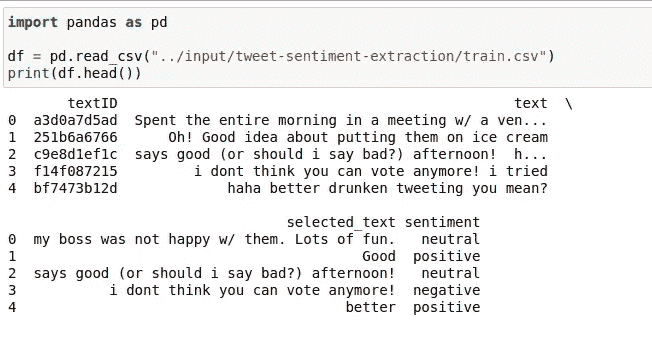 import pandas as pd
df = pd.read_csv("../input/tweet-sentiment-extraction/train.csv")
print(df.head())
textID text \
0 a3d0a7d5ad Spent the entire morning in a meeting w/ a ven...
1 251b6a6766 Oh! Good idea about putting them on ice cream
2 c9e8d1ef1c says good (or should i say bad?) afternoon! h...
3 f14f087215 i dont think you can vote anymore! i tried
4 bf7473b12d haha better drunken tweeting you mean?
selected_text sentiment
0 my boss was not happy w/ them. Lots of fun. neutral
1 Good positive
2 says good (or should i say bad?) afternoon! neutral
3 i dont think you can vote anymore! negative
4 better positive